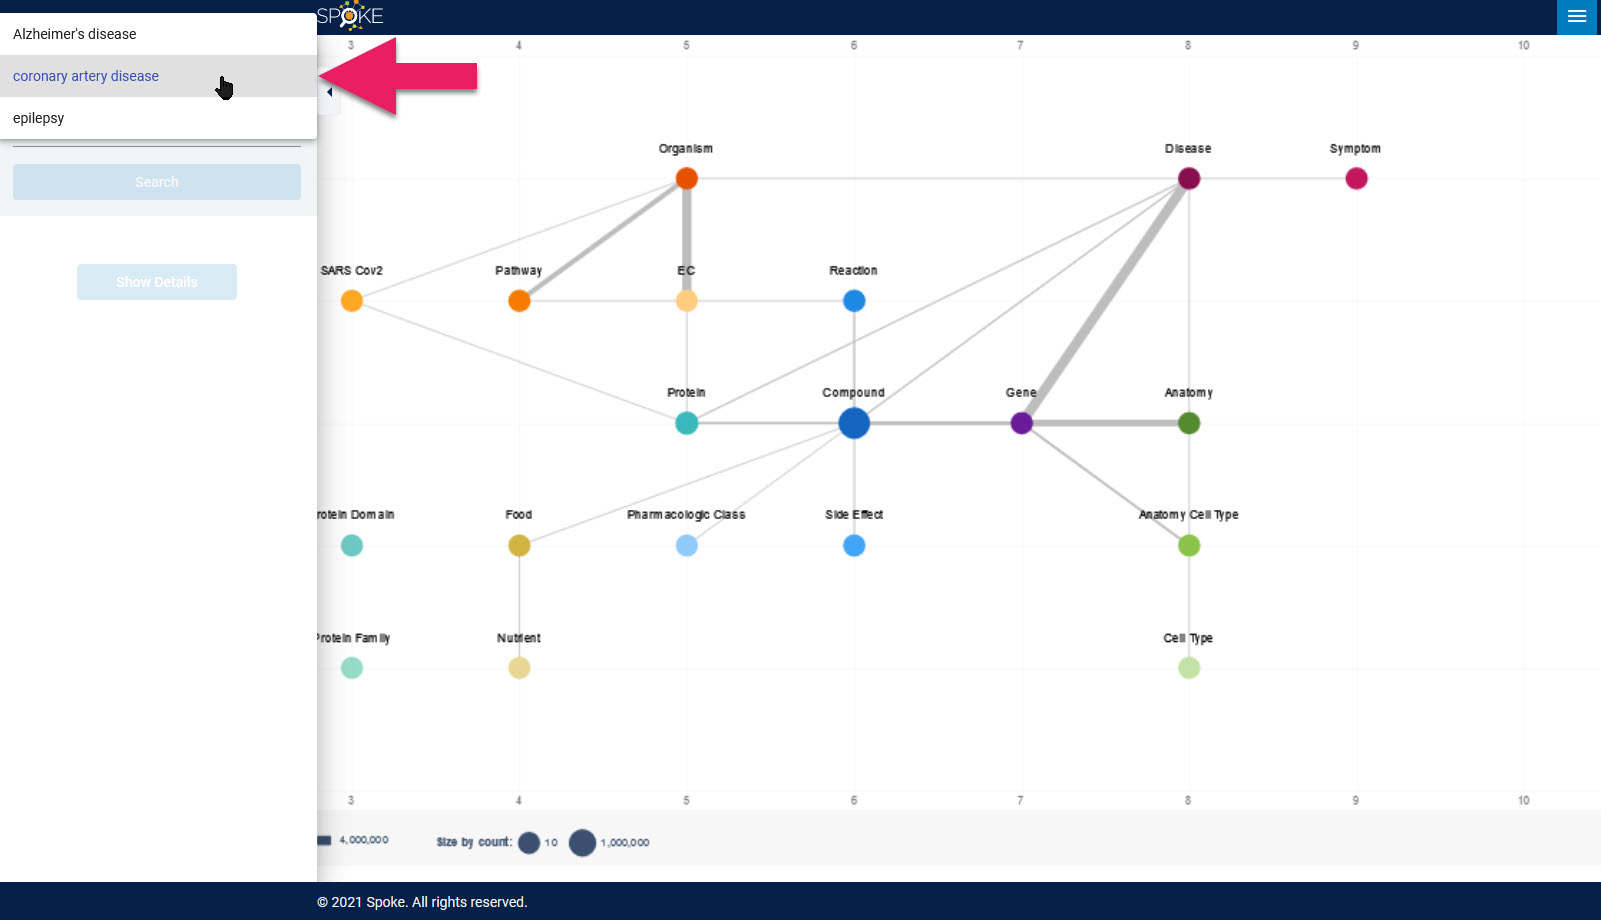 SPOKE
Alzheimer's disease
coronary artery disease
epilepsy
Search
Show Details
3 4 5 6 7 8 9 10
Organism Disease Symptom
SARS Cov2 Pathway EC Reaction
Protein Compound Gene Anatomy
rotein Domain Food Pharmacologic Class Side Effect Anatomy Cell Type
Protein Family Nutrient Cell Type
3 4 5 6 7 8 9 10
4,000,000 Size by count: 10 1,000,000
© 2021 Spoke. All rights reserved.